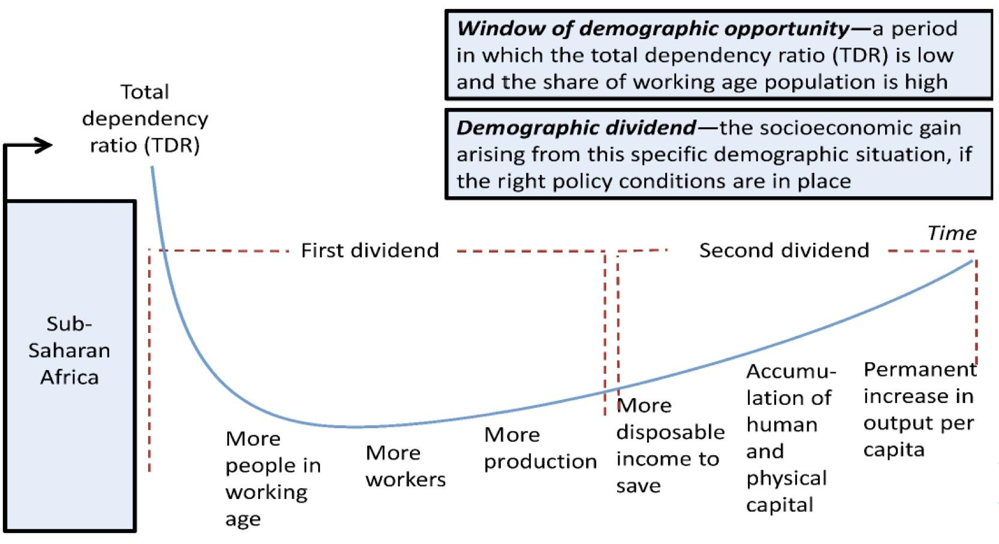 Window of demographic opportunity—a period
in which the total dependency ratio (TDR) is low
and the share of working age population is high
Demographic dividend—the socioeconomic gain
arising from this specific demographic situation, if
the right policy conditions are in place
Total
dependency
ratio (TDR)
Sub-
Saharan
Africa
First dividend
Second dividend
Time
More
people in
working
age
More
workers
More
production
More
disposable
income to
save
Accumu-
lation of
human
and
physical
capital
Permanent
increase in
output per
capita